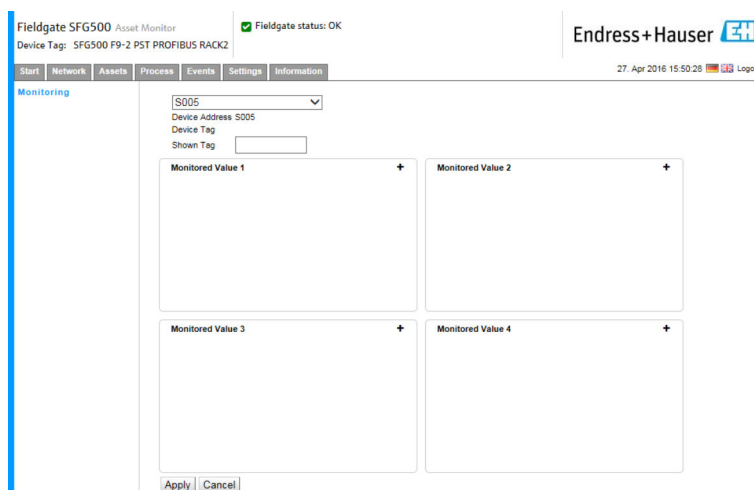 Fieldgate SFG500 Asset Monitor
Fieldgate status: OK
Device Tag: SFG500 F9-2 PST PROFIBUS RACK2
Endress+Hauser EH
Start Network Assets Process Events Settings Information
27. Apr 2016 15:50:28 Logo
Monitoring
S005
Device Address S005
Device Tag
Shown Tag
Monitored Value 1 +
Monitored Value 2 +
Monitored Value 3 +
Monitored Value 4 +
Apply Cancel